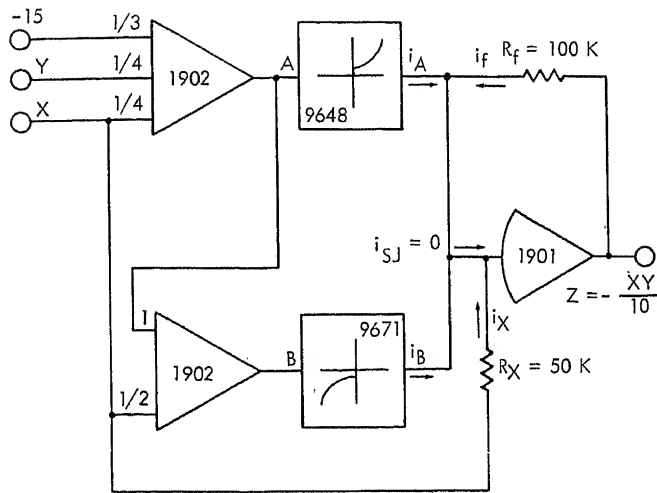 -15
1/3
Y
1/4
X
1/4
1902
A
9648
i_A
i_f
R_f = 100 K
i_SJ = 0
1901
Z = - XY/10
i_X
R_X = 50 K
1
1902
1/2
B
9671
i_B